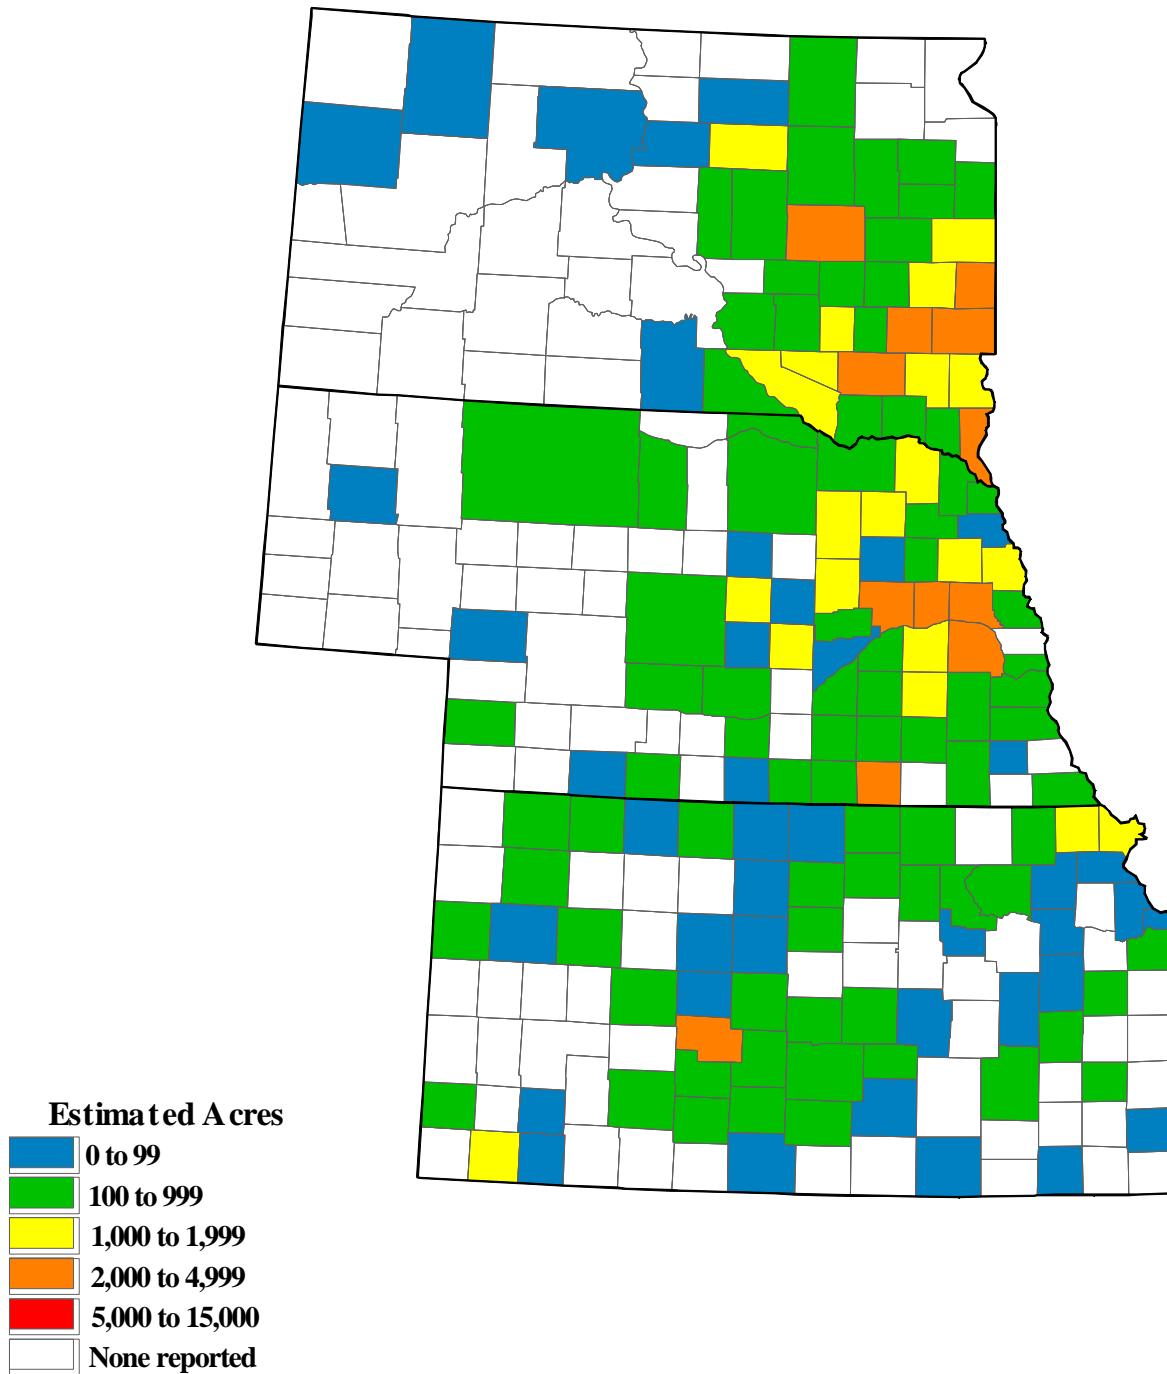 Estimated Acres
0 to 99
100 to 999
1,000 to 1,999
2,000 to 4,999
5,000 to 15,000
None reported